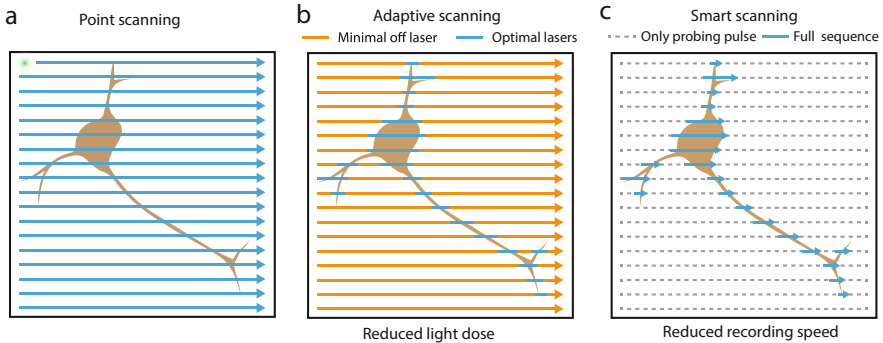 a
Point scanning
b
Adaptive scanning
Minimal off laser
Optimal lasers
Reduced light dose
c
Smart scanning
Only probing pulse
Full sequence
Reduced recording speed